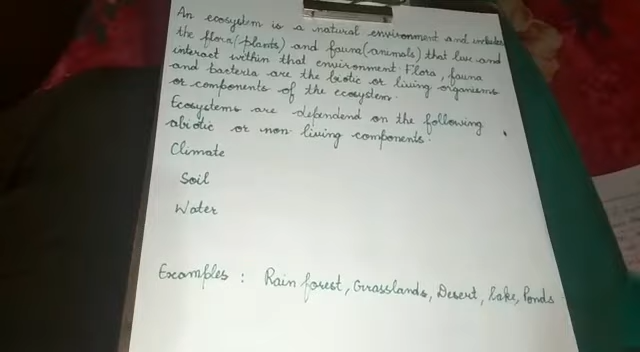 An ecosystem is a natural environment and includes
the flora(plants) and fauna(animals) that live and
interact within that environment. Flora, fauna
and bacteria are the biotic or living organisms
or components of the ecosystem.
Ecosystems are dependend on the following
abiotic or non living components.
Climate
Soil
Water
Examples : Rain forest, Grasslands, Desert, Lake, Ponds